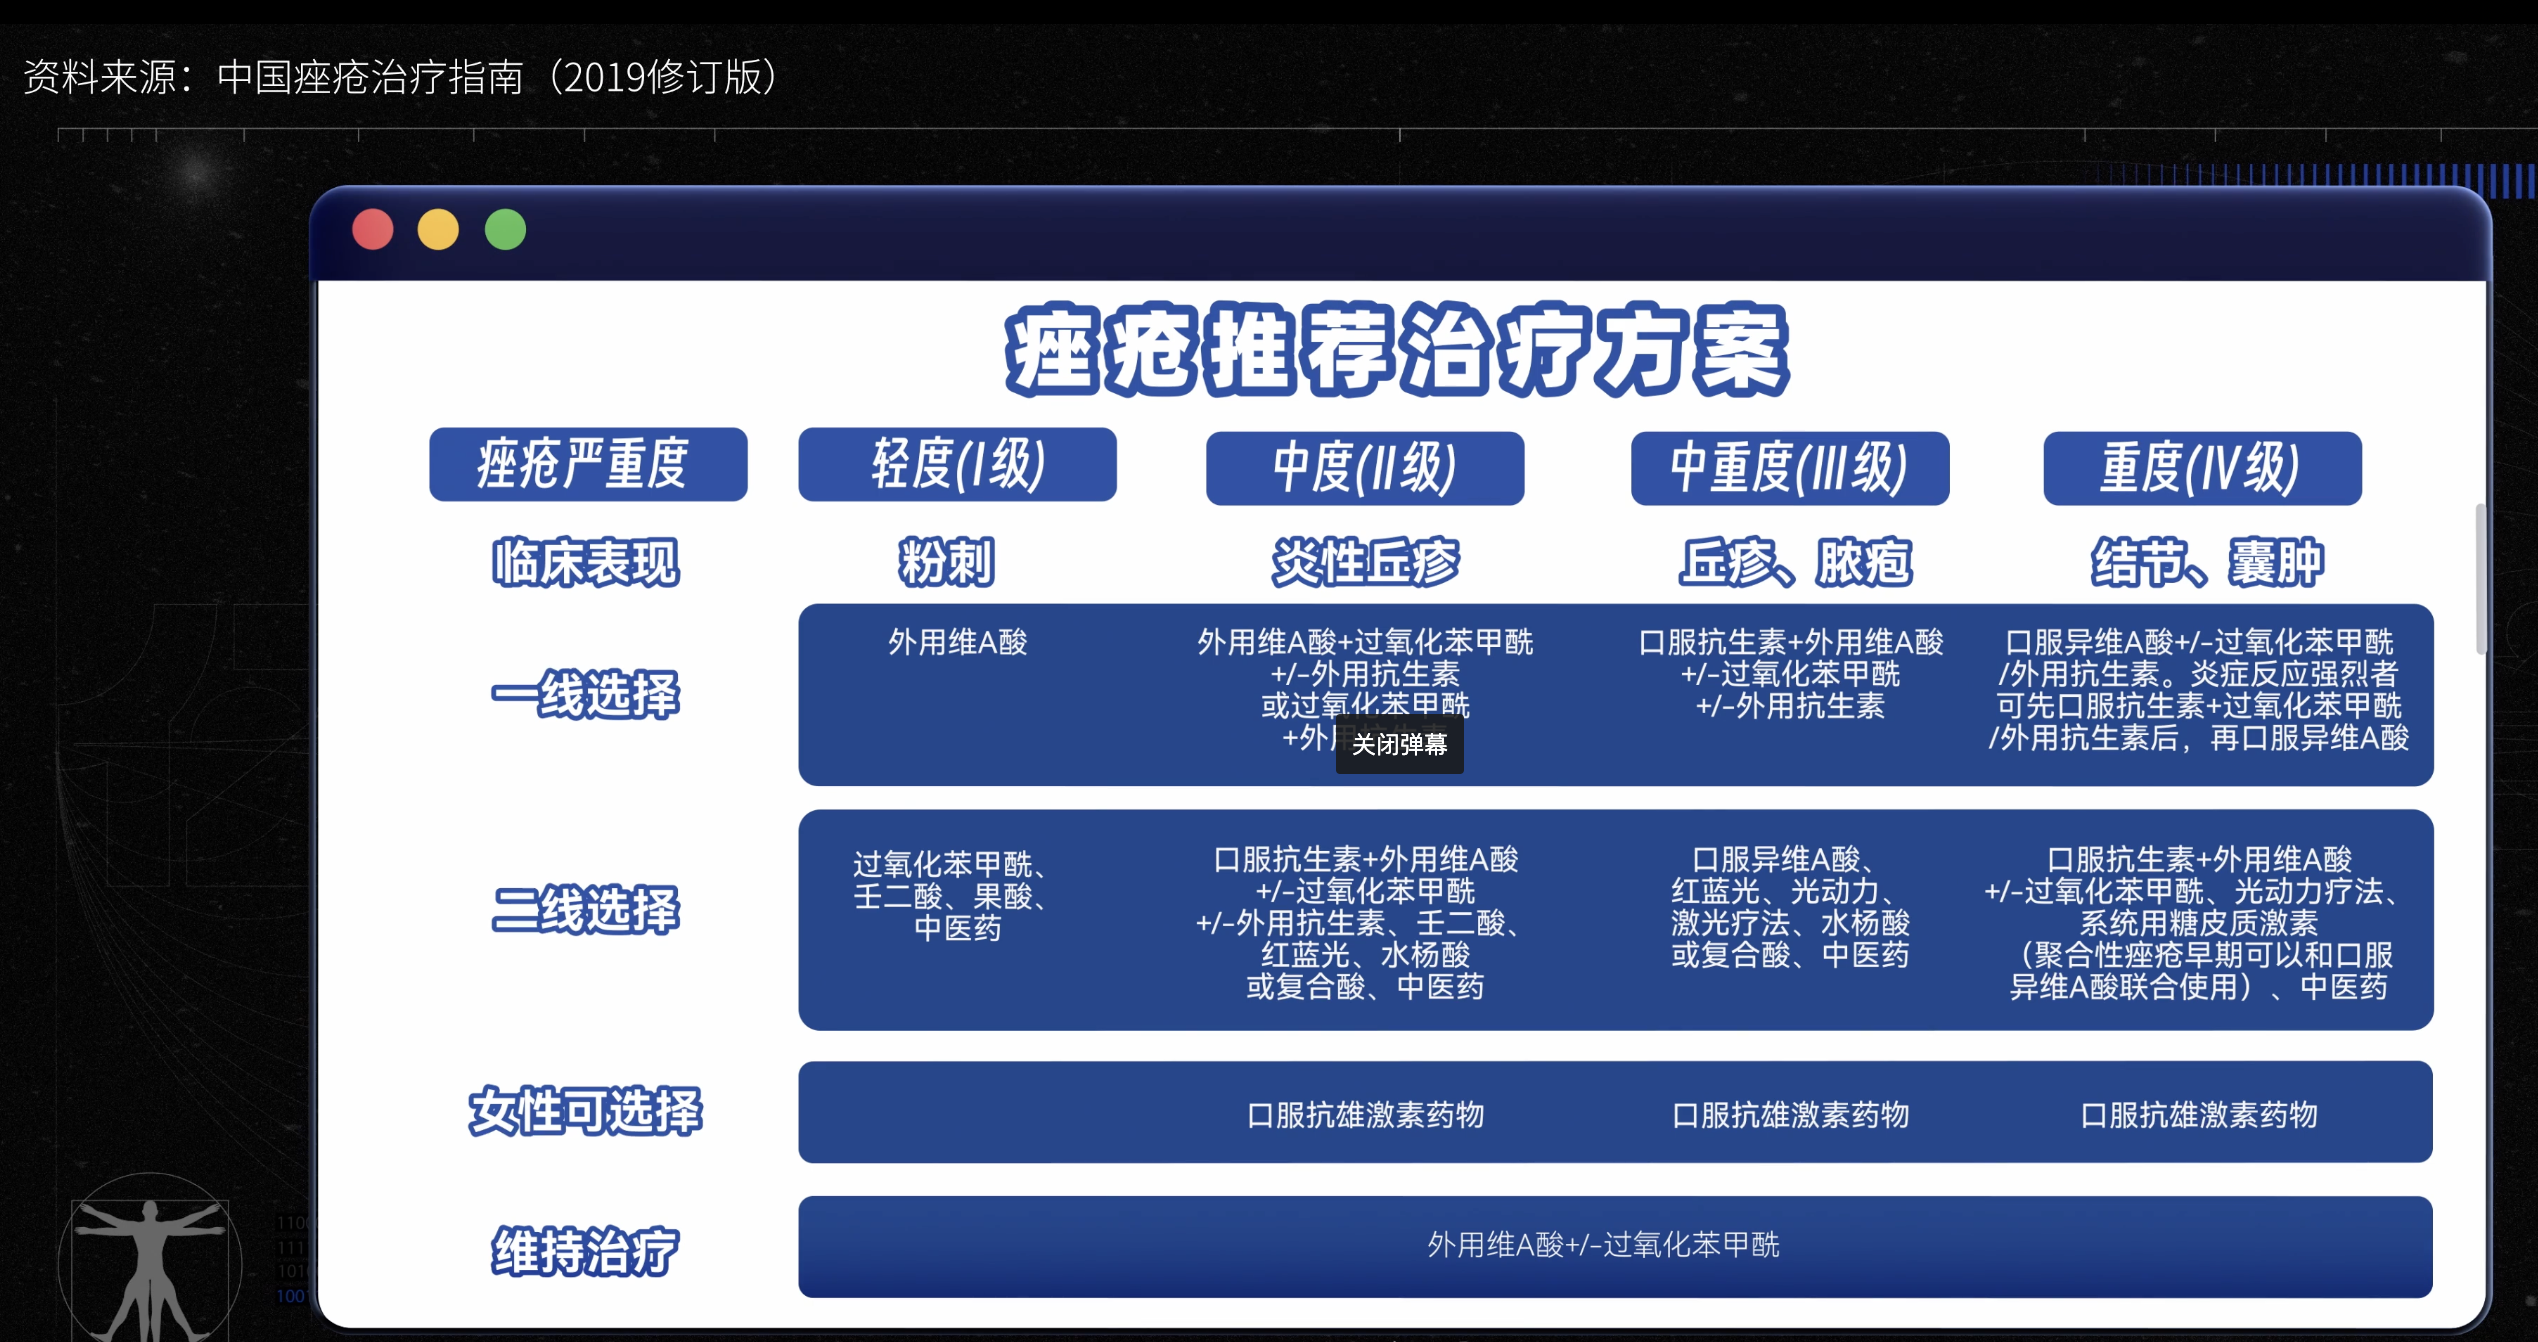 资料来源：中国痤疮治疗指南（2019修订版）
痤疮推荐治疗方案
痤疮严重度
轻度(I级)
中度(II级)
中重度(III级)
重度(IV级)
临床表现
粉刺
炎性丘疹
丘疹、脓疱
结节、囊肿
一线选择
外用维A酸
外用维A酸+过氧化苯甲酰
+/-外用抗生素
或过氧化苯甲酰
+外用
关闭弹幕
口服抗生素+外用维A酸
+/-过氧化苯甲酰
+/-外用抗生素
口服异维A酸+/-过氧化苯甲酰
/外用抗生素。炎症反应强烈者
可先口服抗生素+过氧化苯甲酰
/外用抗生素后，再口服异维A酸
二线选择
过氧化苯甲酰、
壬二酸、果酸、
中医药
口服抗生素+外用维A酸
+/-过氧化苯甲酰
+/-外用抗生素、壬二酸、
红蓝光、水杨酸
或复合酸、中医药
口服异维A酸、
红蓝光、光动力、
激光疗法、水杨酸
或复合酸、中医药
口服抗生素+外用维A酸
+/-过氧化苯甲酰、光动力疗法、
系统用糖皮质激素
（聚合性痤疮早期可以和口服
异维A酸联合使用）、中医药
女性可选择
口服抗雄激素药物
口服抗雄激素药物
口服抗雄激素药物
维持治疗
外用维A酸+/-过氧化苯甲酰